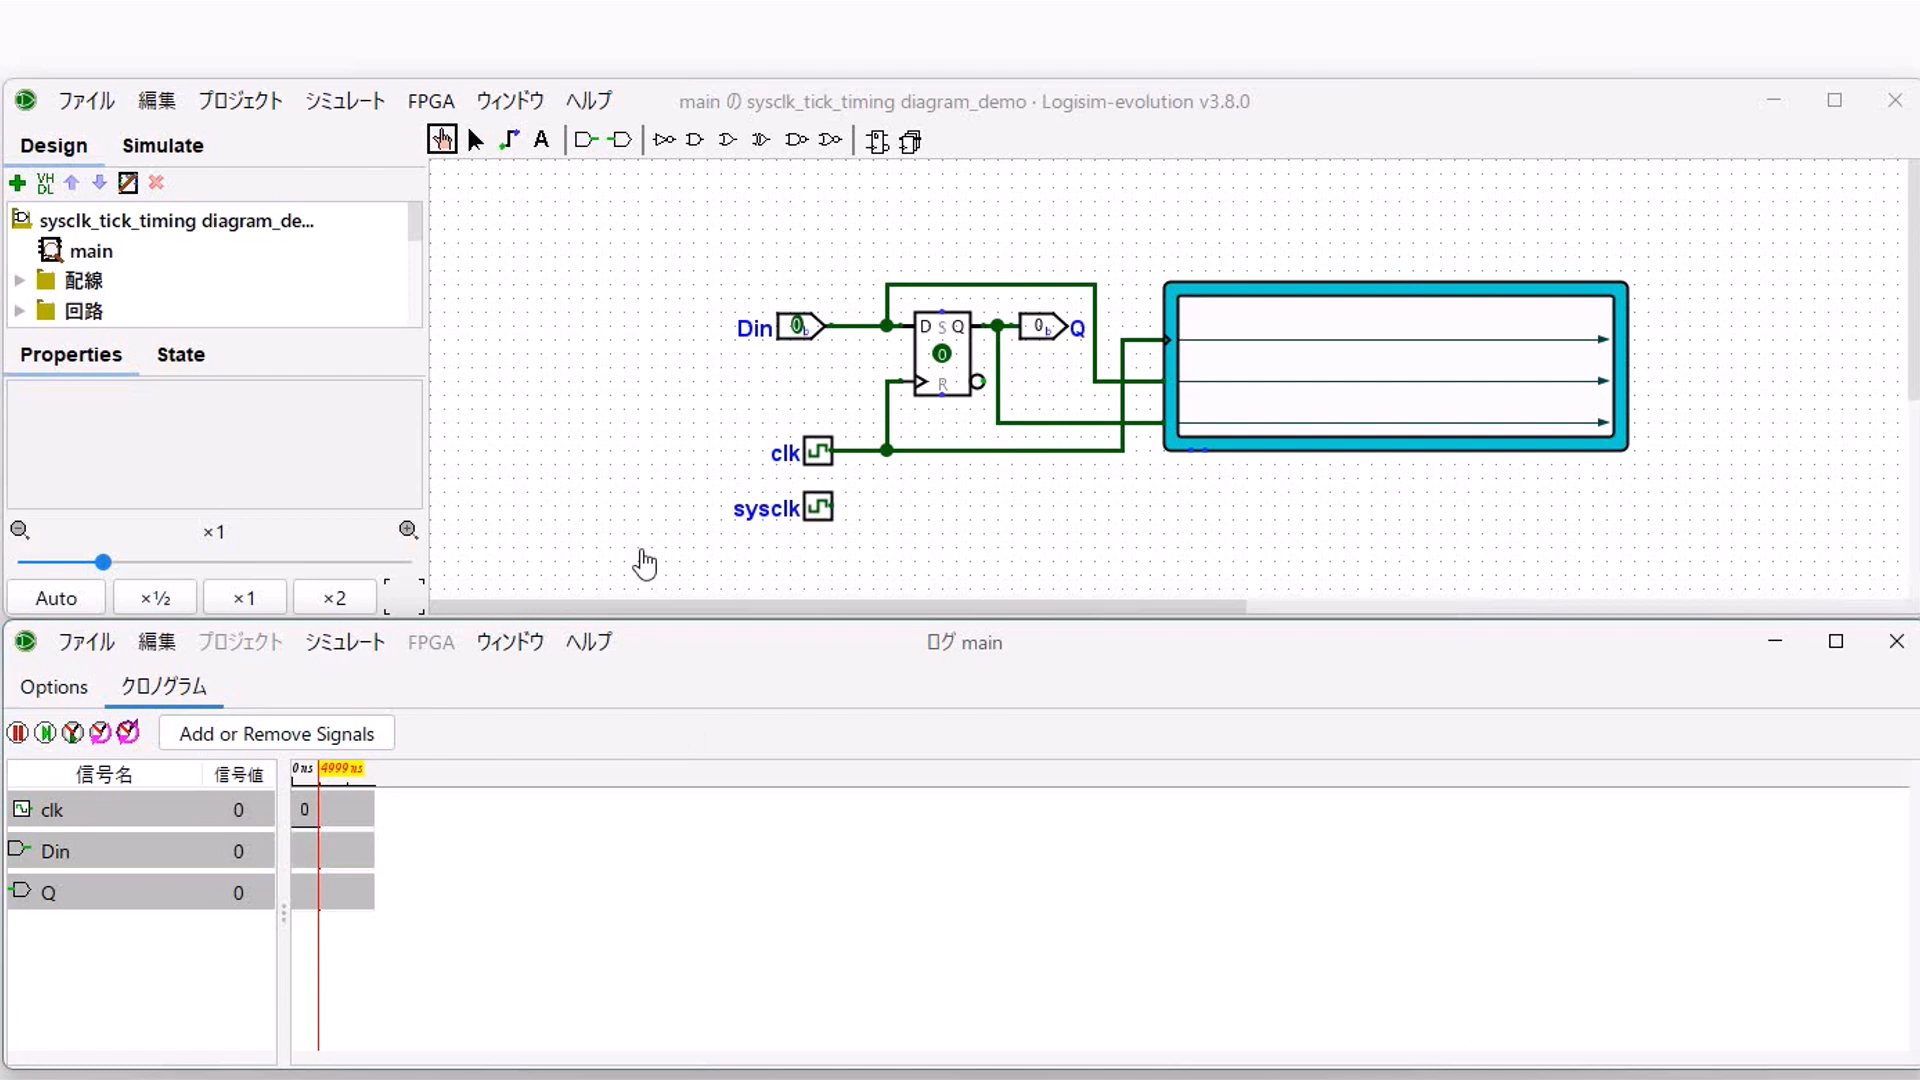 ファイル 編集 プロジェクト シミュレート FPGA ウィンドウ ヘルプ main の sysclk_tick_timing diagram_demo · Logisim-evolution v3.8.0
Design Simulate
A
VH
DL
sysclk_tick_timing diagram_de...
main
配線
回路
Properties State
×1
Auto ×½ ×1 ×2
Din 0b D S Q 0b Q
0
R
clk
sysclk
ファイル 編集 プロジェクト シミュレート FPGA ウィンドウ ヘルプ ログ main
Options クロノグラム
Add or Remove Signals
信号名 信号値 0ns 4999ns
clk 0 0
Din 0
Q 0